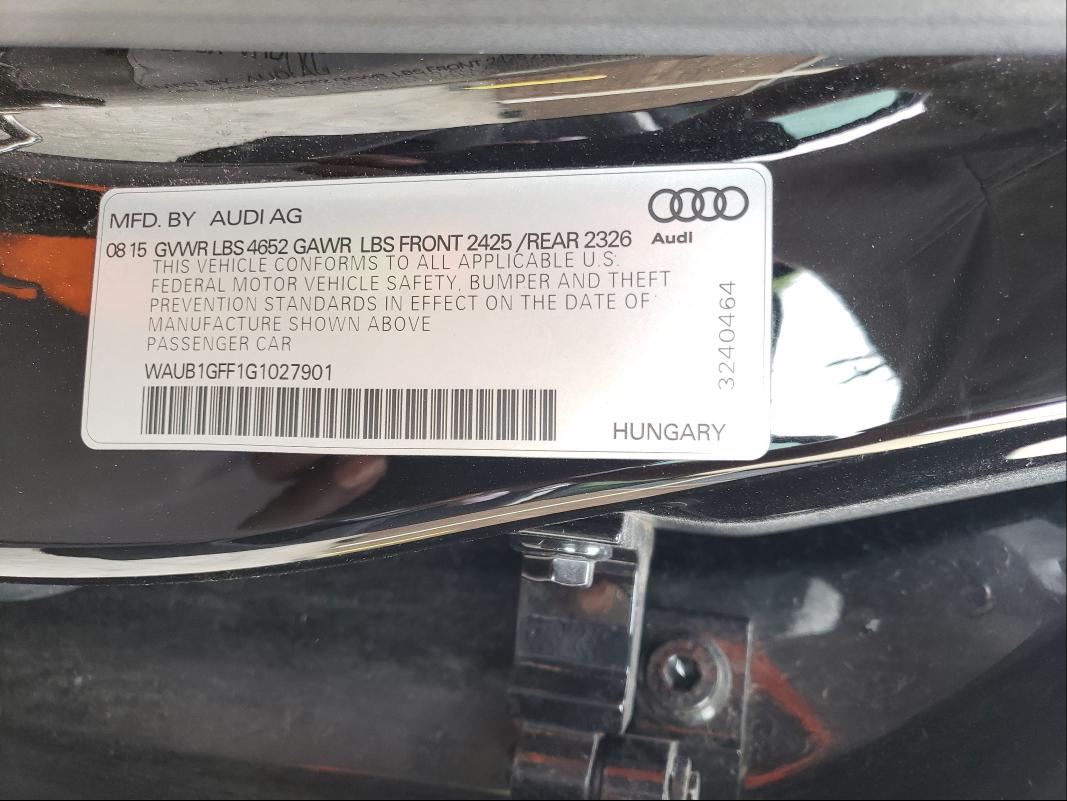 MFD. BY AUDI AG
08 15 GVWR LBS 4652 GAWR LBS FRONT 2425 /REAR 2326
Audi
THIS VEHICLE CONFORMS TO ALL APPLICABLE U.S.
FEDERAL MOTOR VEHICLE SAFETY, BUMPER AND THEFT
PREVENTION STANDARDS IN EFFECT ON THE DATE OF
MANUFACTURE SHOWN ABOVE
PASSENGER CAR
WAUB1GFF1G1027901
3240464
HUNGARY